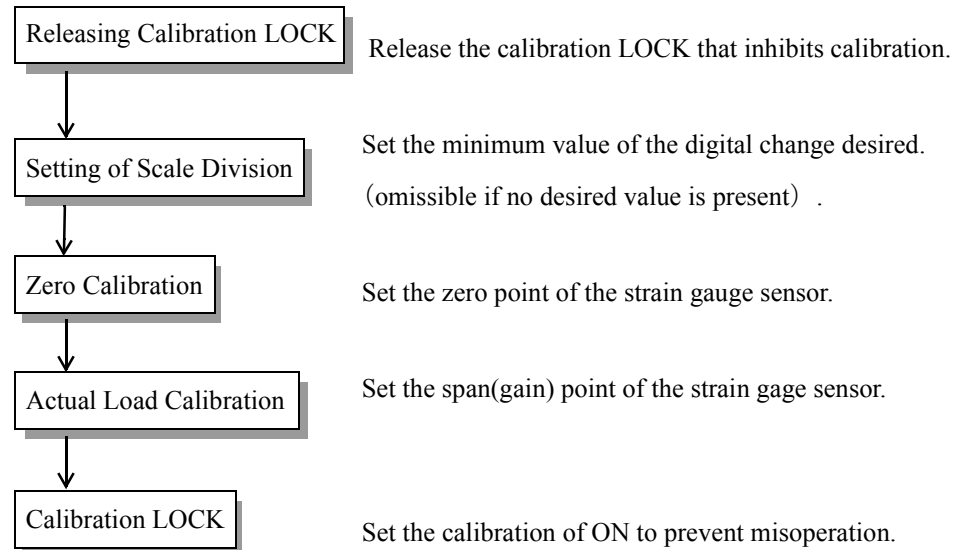 Releasing Calibration LOCK
Release the calibration LOCK that inhibits calibration.
Setting of Scale Division
Set the minimum value of the digital change desired.
（omissible if no desired value is present）.
Zero Calibration
Set the zero point of the strain gauge sensor.
Actual Load Calibration
Set the span(gain) point of the strain gage sensor.
Calibration LOCK
Set the calibration of ON to prevent misoperation.